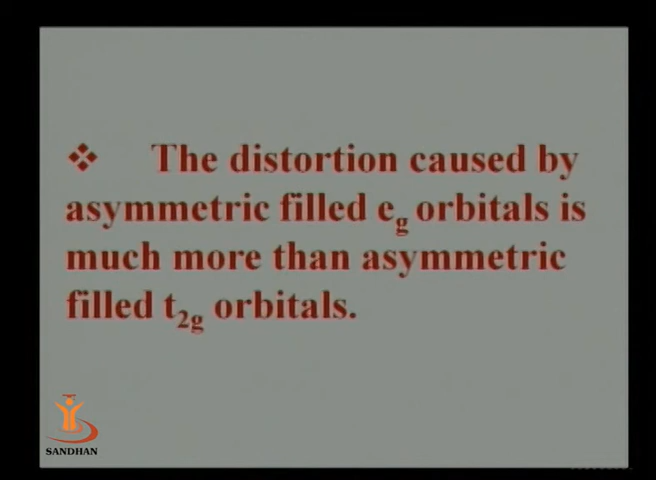 ❖ The distortion caused by
asymmetric filled eg orbitals is
much more than asymmetric
filled t2g orbitals.
SANDHAN